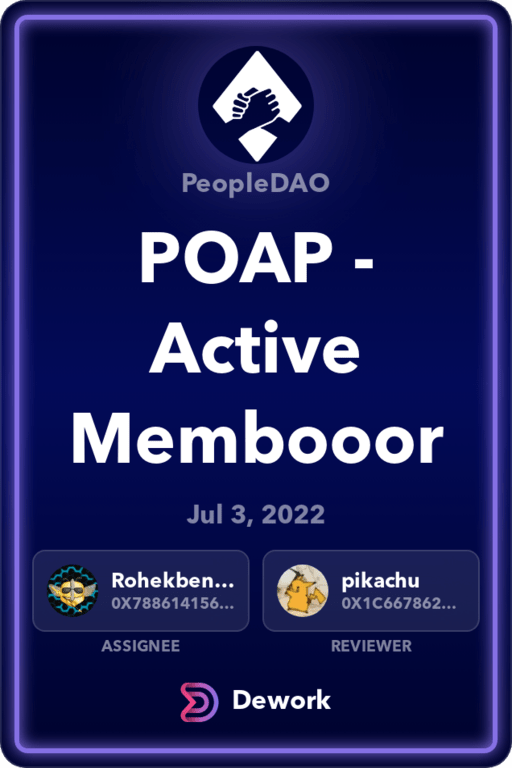 PeopleDAO
POAP -
Active
Membooor
Jul 3, 2022
Rohekben...
0X788614156...
pikachu
0X1C667862...
ASSIGNEE
REVIEWER
Dework